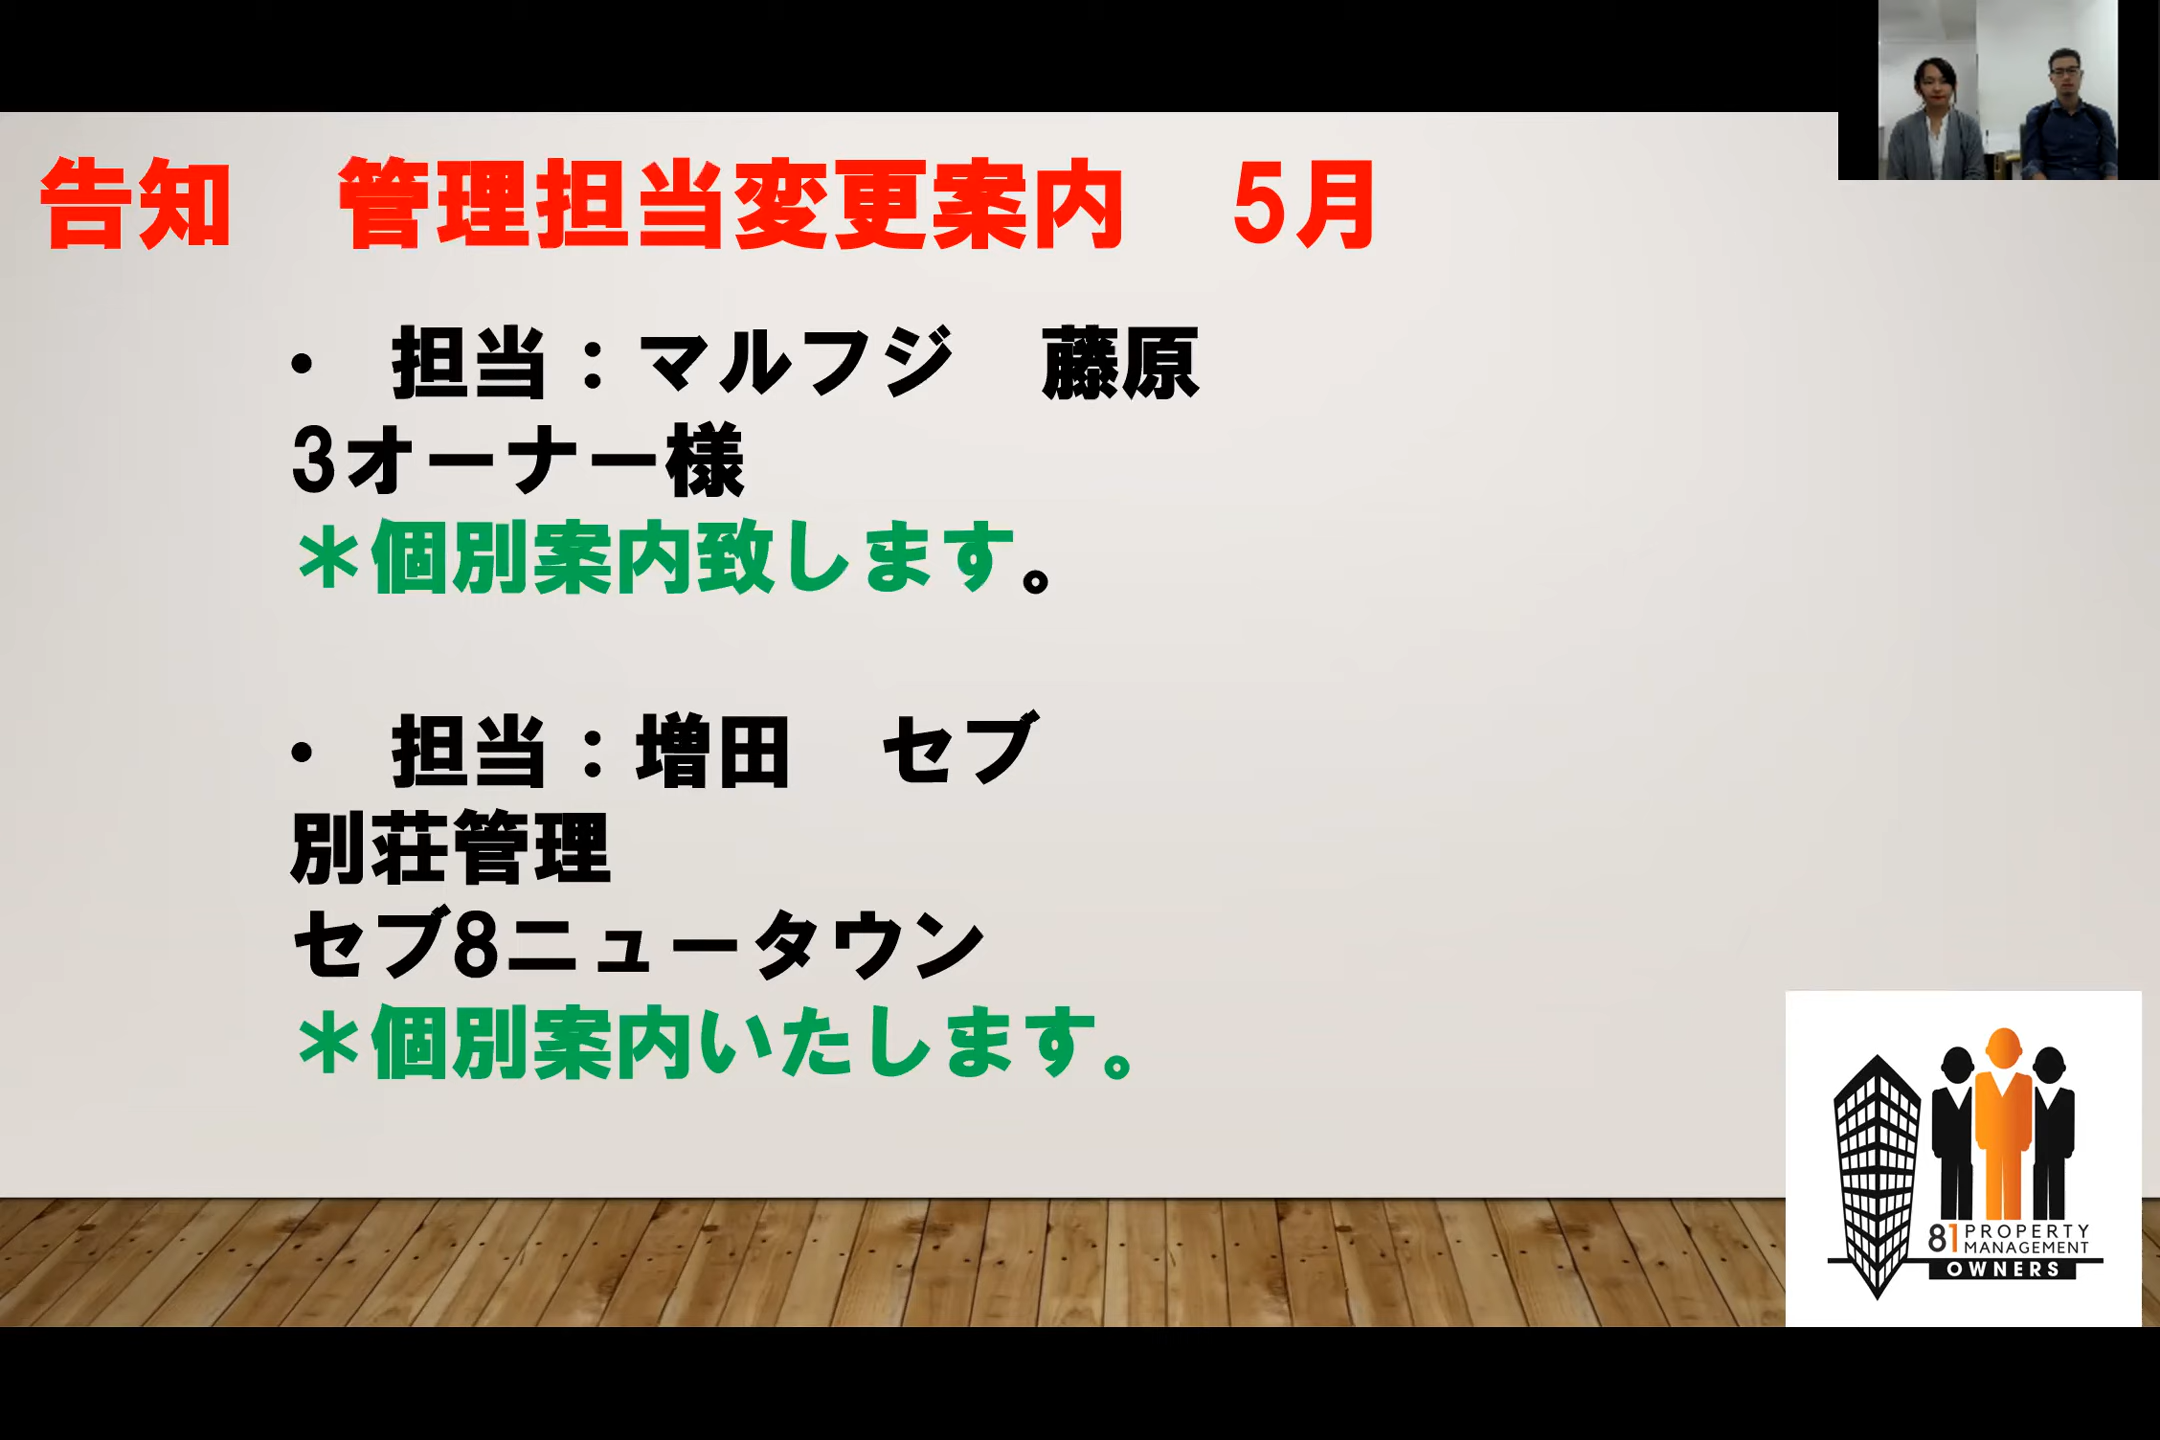 告知　管理担当変更案内　5月
• 担当：マルフジ　藤原
3オーナー様
＊個別案内致します。
• 担当：増田　セブ
別荘管理
セブ8ニュータウン
＊個別案内いたします。
81 PROPERTY
MANAGEMENT
OWNERS